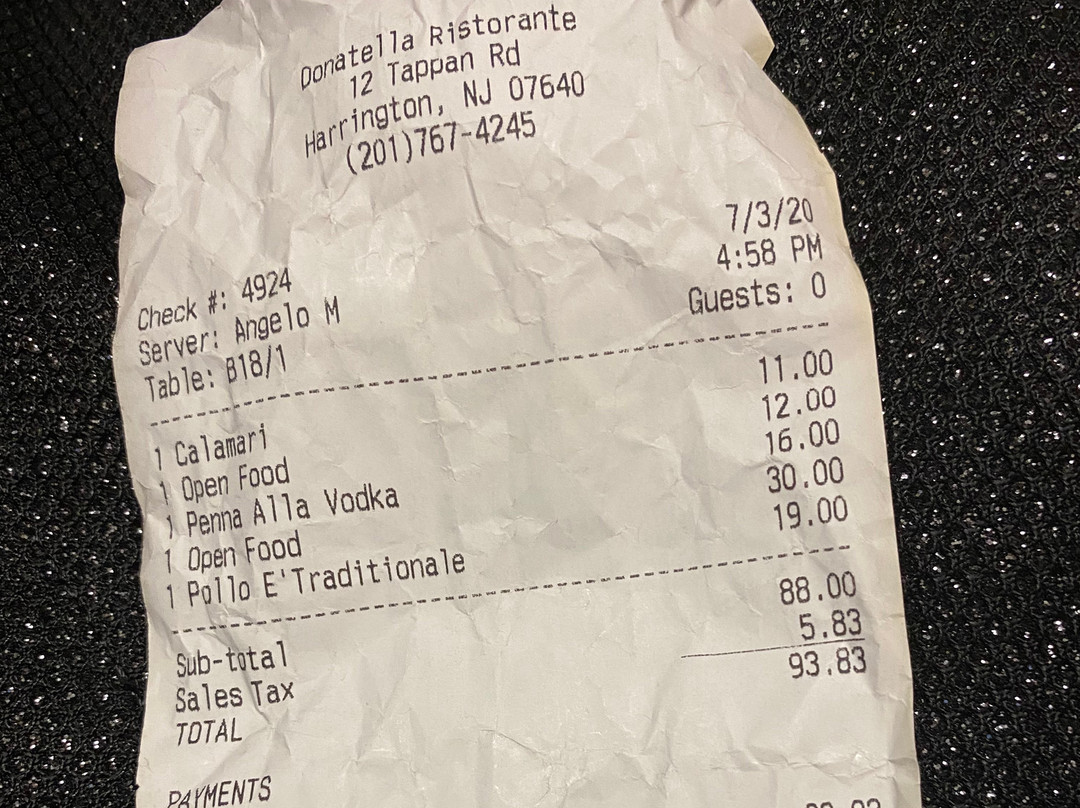 Donatella Ristorante
12 Tappan Rd
Harrington, NJ 07640
(201)767-4245
7/3/20
4:58 PM
Check #: 4924
Server: Angelo M
Guests: 0
Table: B18/1
1 Calamari 11.00
1 Open Food 12.00
1 Penna Alla Vodka 16.00
1 Open Food 30.00
1 Pollo E'Traditionale 19.00
Sub-total 88.00
Sales Tax 5.83
TOTAL 93.83
PAYMENTS